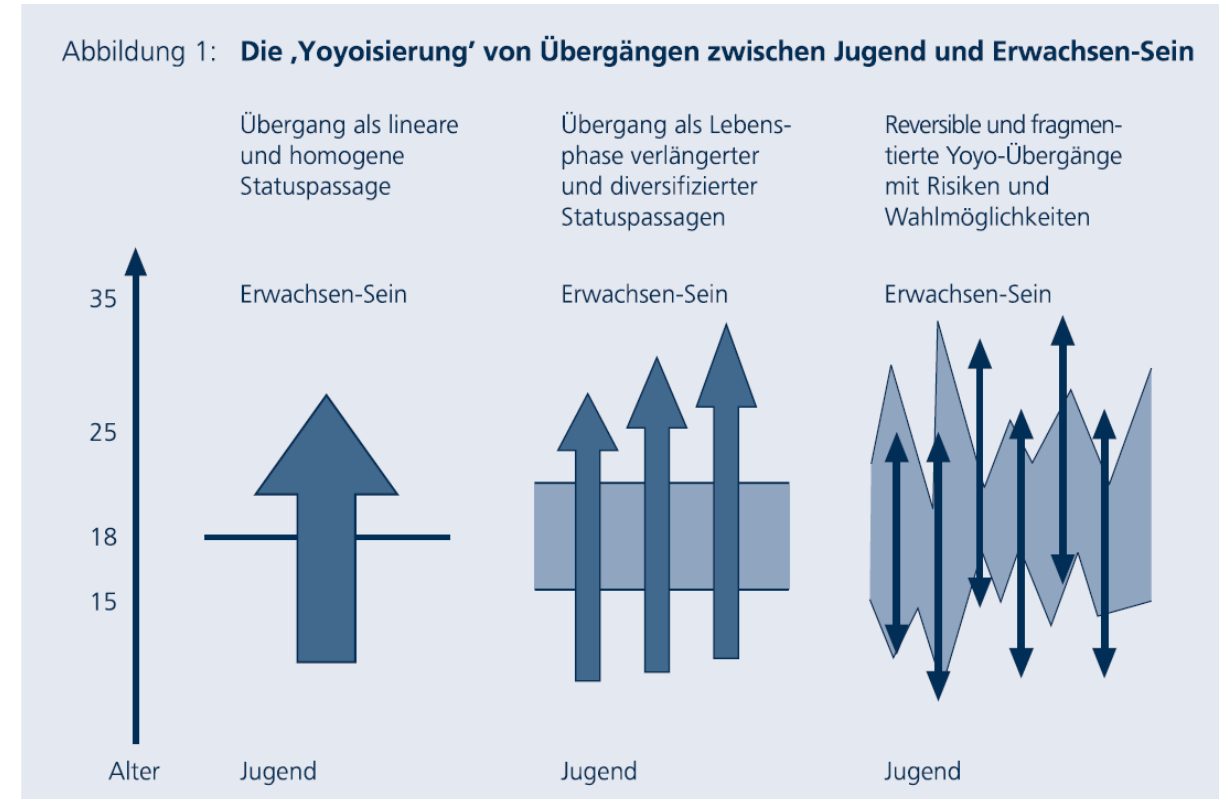 Abbildung 1: Die ‚Yoyoisierung’ von Übergängen zwischen Jugend und Erwachsen-Sein
Übergang als lineare
und homogene
Statuspassage
Übergang als Lebens-
phase verlängerter
und diversifizierter
Statuspassagen
Reversible und fragmen-
tierte Yoyo-Übergänge
mit Risiken und
Wahlmöglichkeiten
35
25
18
15
Erwachsen-Sein
Erwachsen-Sein
Erwachsen-Sein
Alter
Jugend
Jugend
Jugend